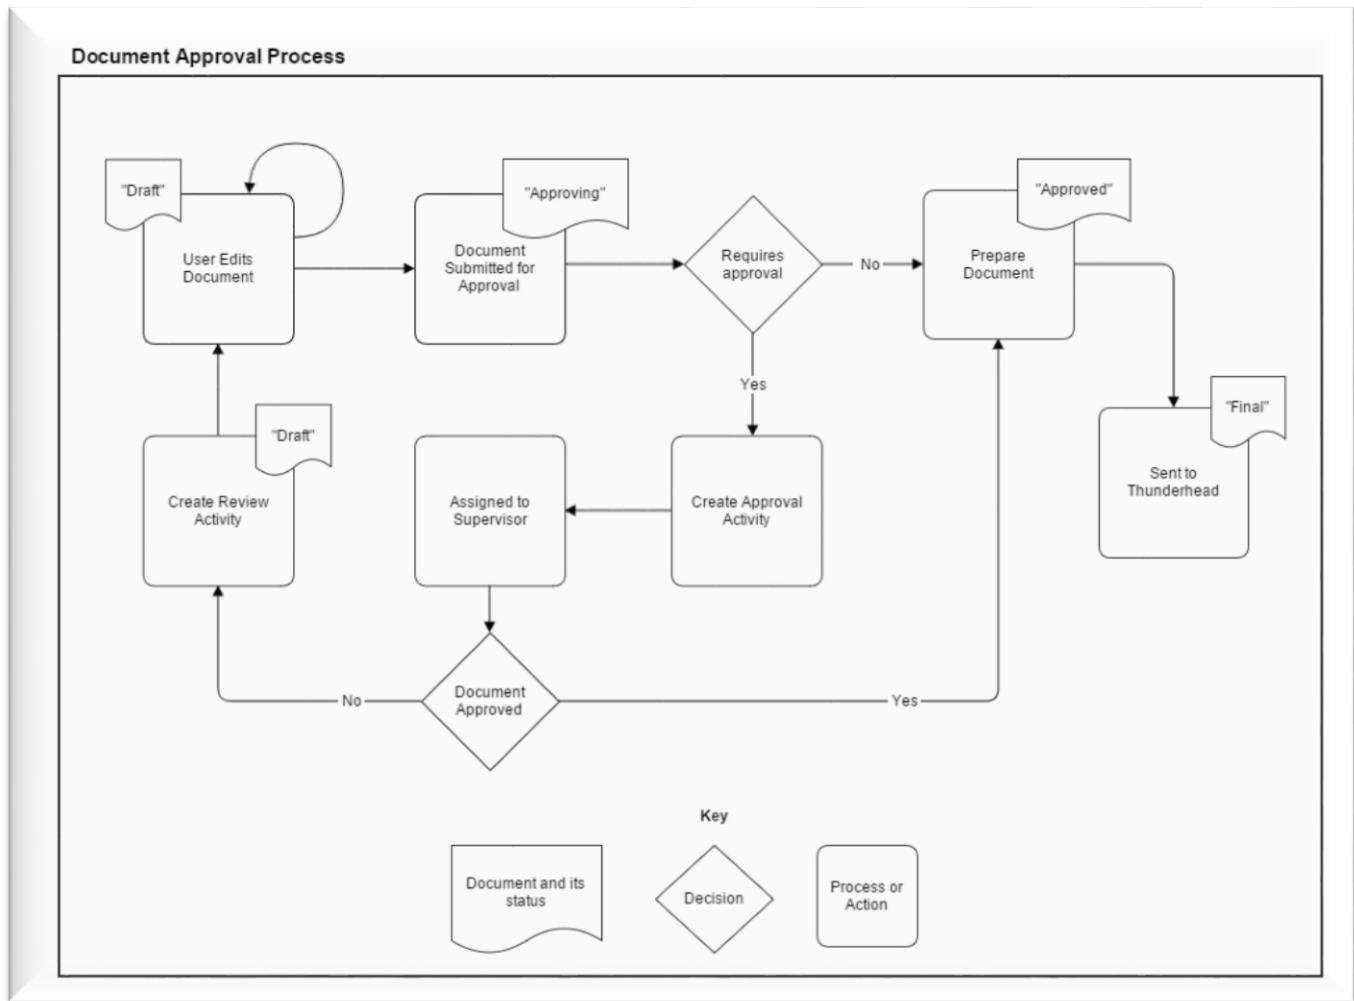 Document Approval Process
"Draft"
User Edits
Document
"Approving"
Document
Submitted for
Approval
Requires
approval
No
"Approved"
Prepare
Document
Yes
"Final"
Sent to
Thunderhead
"Draft"
Create Review
Activity
Assigned to
Supervisor
Create Approval
Activity
No
Document
Approved
Yes
Key
Document and its
status
Decision
Process or
Action